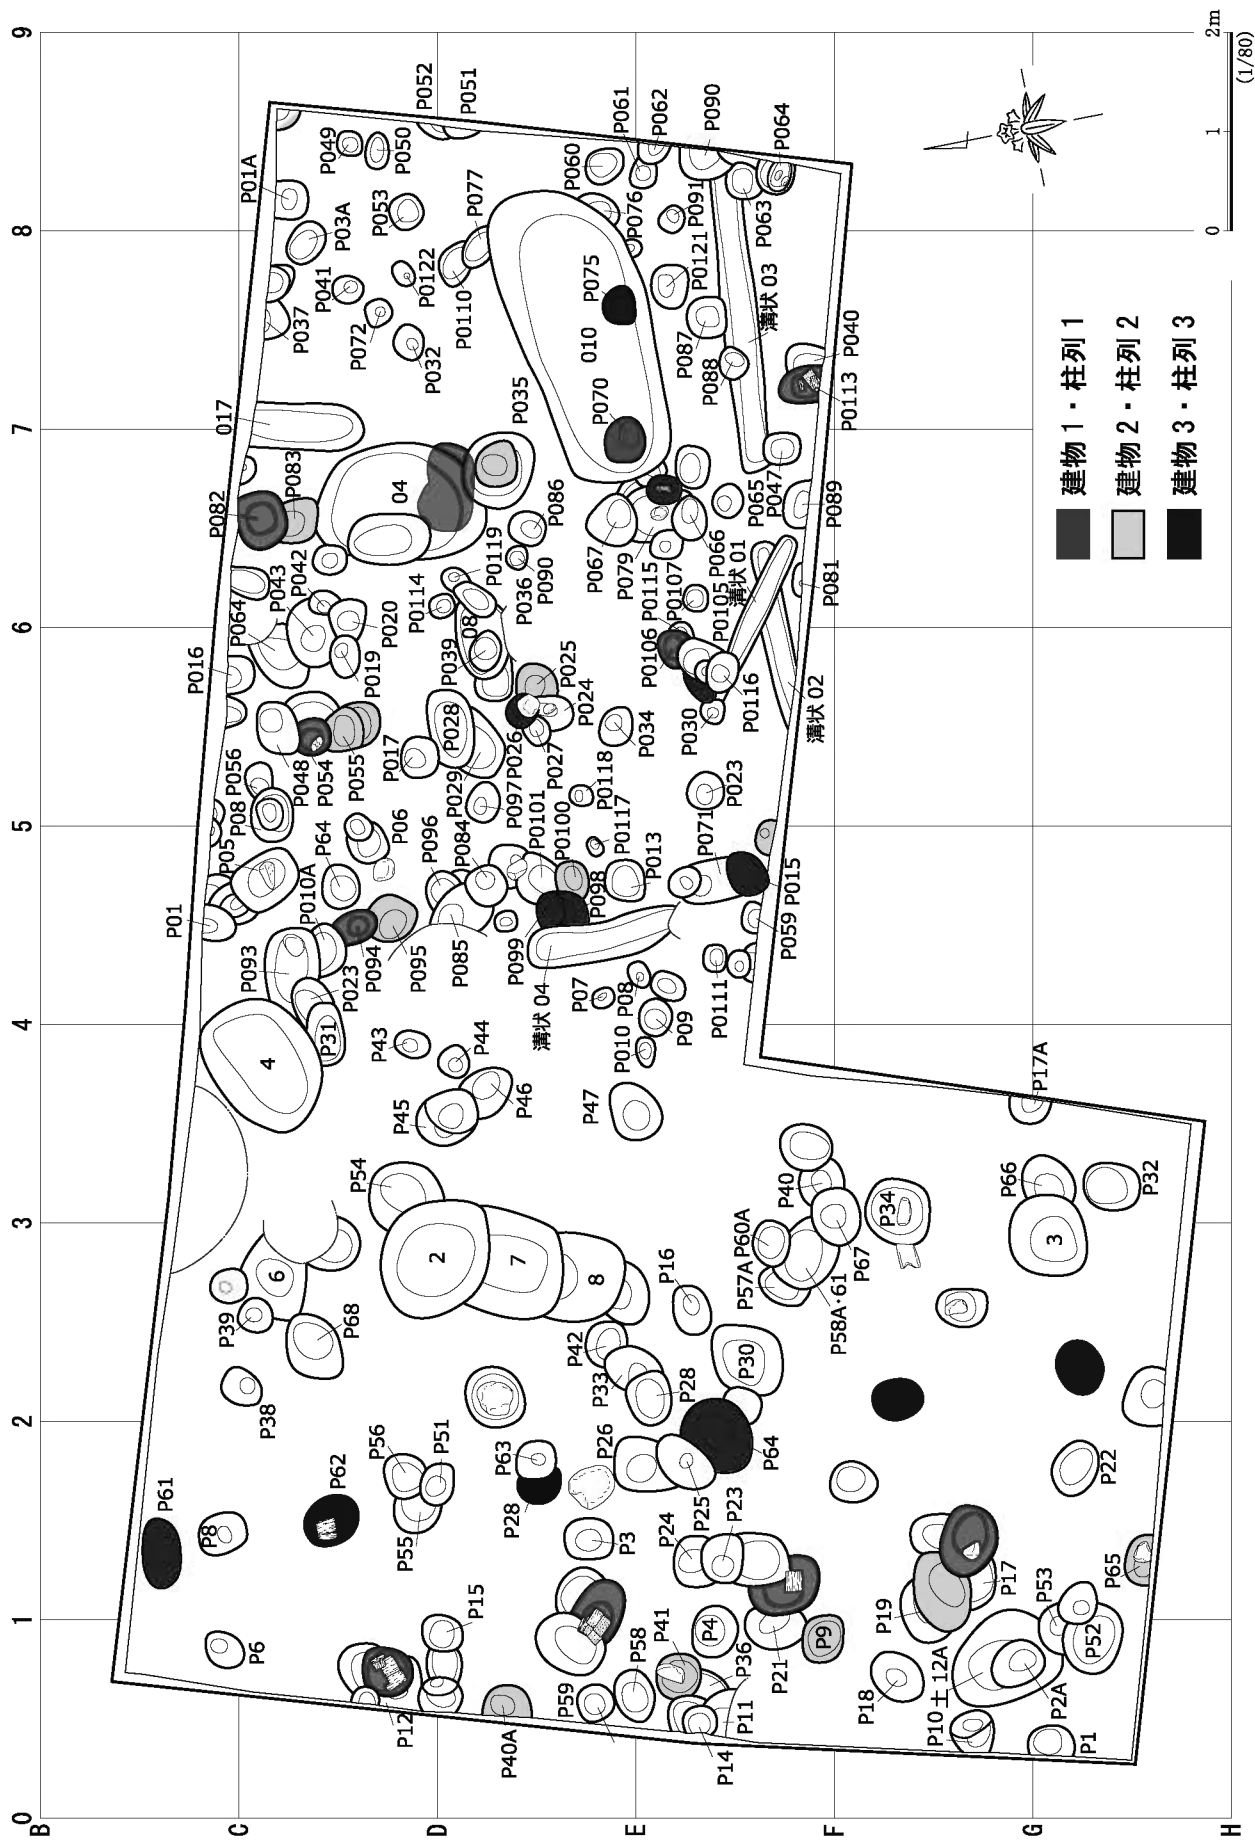 9
8
7
6
5
4
3
2
1
0
B
C
D
E
F
G
H
P052
P051
P049
P050
P061
P062
P090
P064
P01A
P03A
P053
P077
P060
P076
P091
P063
P041
P0122
P0110
P075
P0121
溝状 03
P037
P072
P032
010
P087
P088
P040
P0113
017
P035
P070
P082
P083
04
P086
P065
P047
P089
P042
P0119
P090
P067
P079
P066
P043
P0114
P036
P0115
P0107
溝状 01
P081
P064
P020
08
P0105
P016
P019
P039
P025
P0106
P0116
溝状 02
P024
P034
P030
P028
P027
P048
P054
P055
P017
P029
P026
P056
P0118
P023
P08
P097
P05
P06
P0101
P0117
P64
P096
P084
P0100
P013
P071
P01
P010A
P098
P015
P093
P094
P095
P085
P099
P059
P023
溝状 04
P07
P08
P0111
P31
P43
P44
P010
P09
4
P45
P46
P47
P17A
P54
P40
P66
P32
P34
P60A
P67
3
2
7
8
6
P16
P57A
P58A・61
P39
P68
P42
P33
P30
P28
P38
P56
P51
P63
P26
P64
P22
P61
P62
P28
P25
P8
P55
P3
P24
P23
P17
P65
P15
P19
P53
P6
P58
P41
P4
P9
P52
P36
P21
P12
P59
P11
P18
P10土 12A
P2A
P40A
P14
P1
建物 1・柱列 1
建物 2・柱列 2
建物 3・柱列 3
0
1
2m
(1/80)